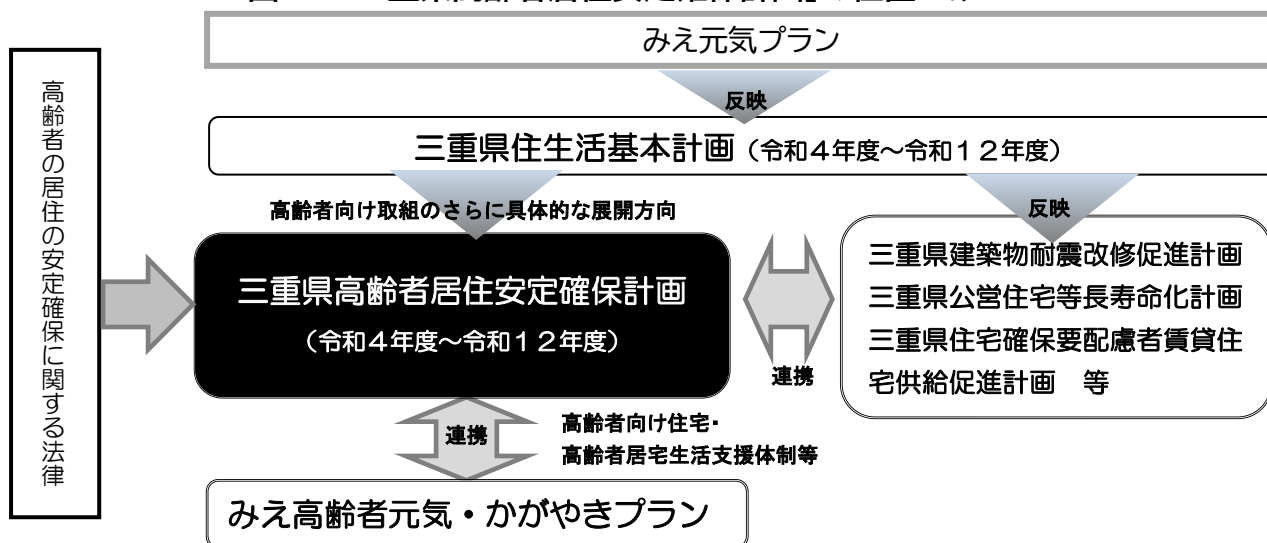 みえ元気プラン
反映
三重県住生活基本計画（令和４年度～令和１２年度）
高齢者の居住の安定確保に関する法律
高齢者向け取組のさらに具体的な展開方向
反映
三重県高齢者居住安定確保計画
（令和４年度～令和１２年度）
連携
三重県建築物耐震改修促進計画
三重県公営住宅等長寿命化計画
三重県住宅確保要配慮者賃貸住
宅供給促進計画　等
連携
高齢者向け住宅・
高齢者居宅生活支援体制等
みえ高齢者元気・かがやきプラン